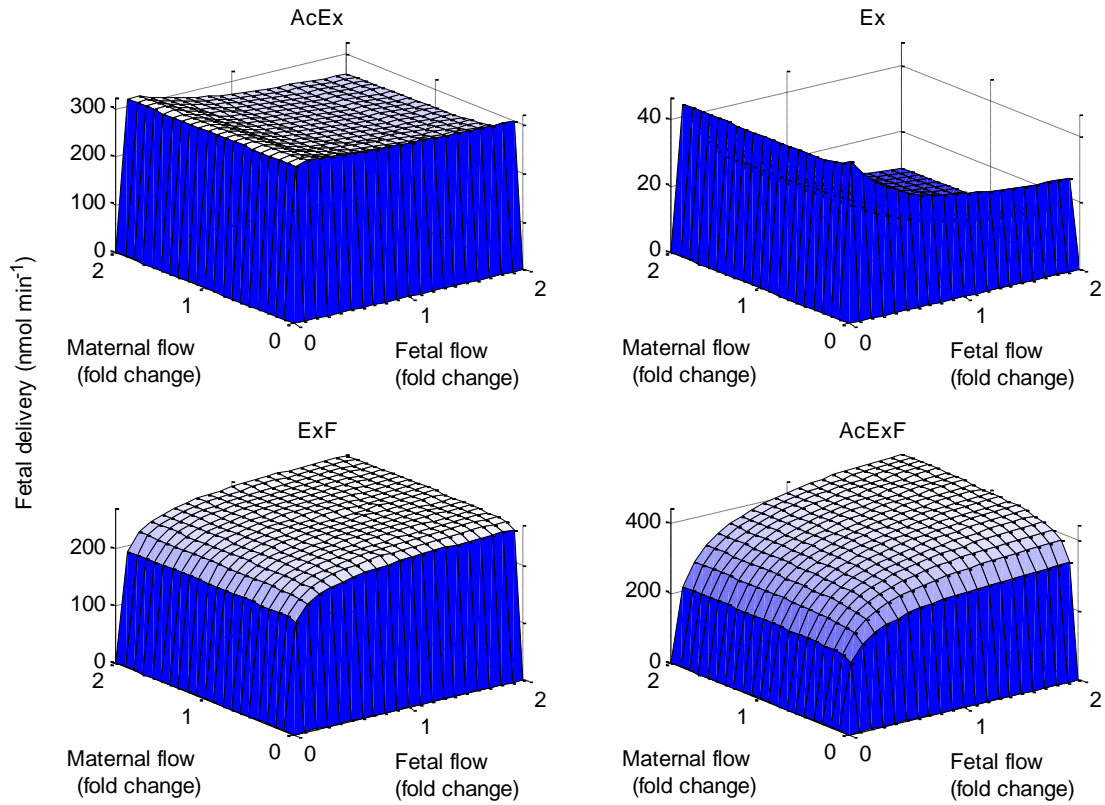 AcEx
300
200
100
0
2
1
0
0
1
2
Maternal flow
(fold change)
Fetal flow
(fold change)
Ex
40
20
0
2
1
0
0
1
2
Maternal flow
(fold change)
Fetal flow
(fold change)
Fetal delivery (nmol min⁻¹)
ExF
200
100
0
2
1
0
0
1
2
Maternal flow
(fold change)
Fetal flow
(fold change)
AcExF
400
200
0
2
1
0
0
1
2
Maternal flow
(fold change)
Fetal flow
(fold change)